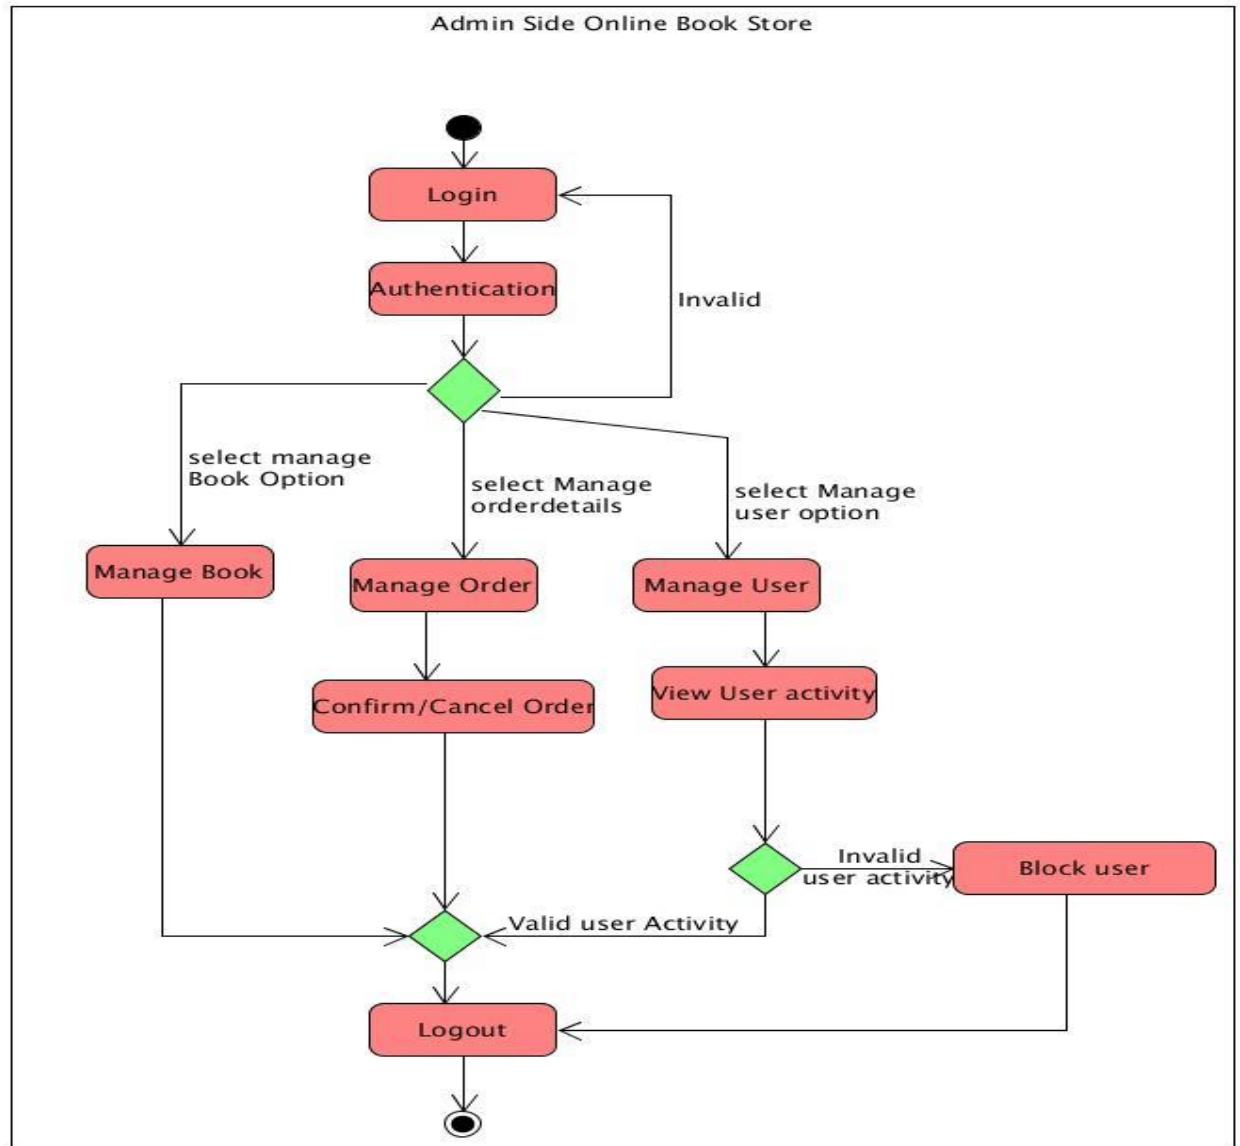 Admin Side Online Book Store
Login
Authentication
Invalid
select manage
Book Option
select Manage
orderdetails
select Manage
user option
Manage Book
Manage Order
Manage User
View User activity
Confirm/Cancel Order
Invalid
user activity
Block user
Valid user Activity
Logout